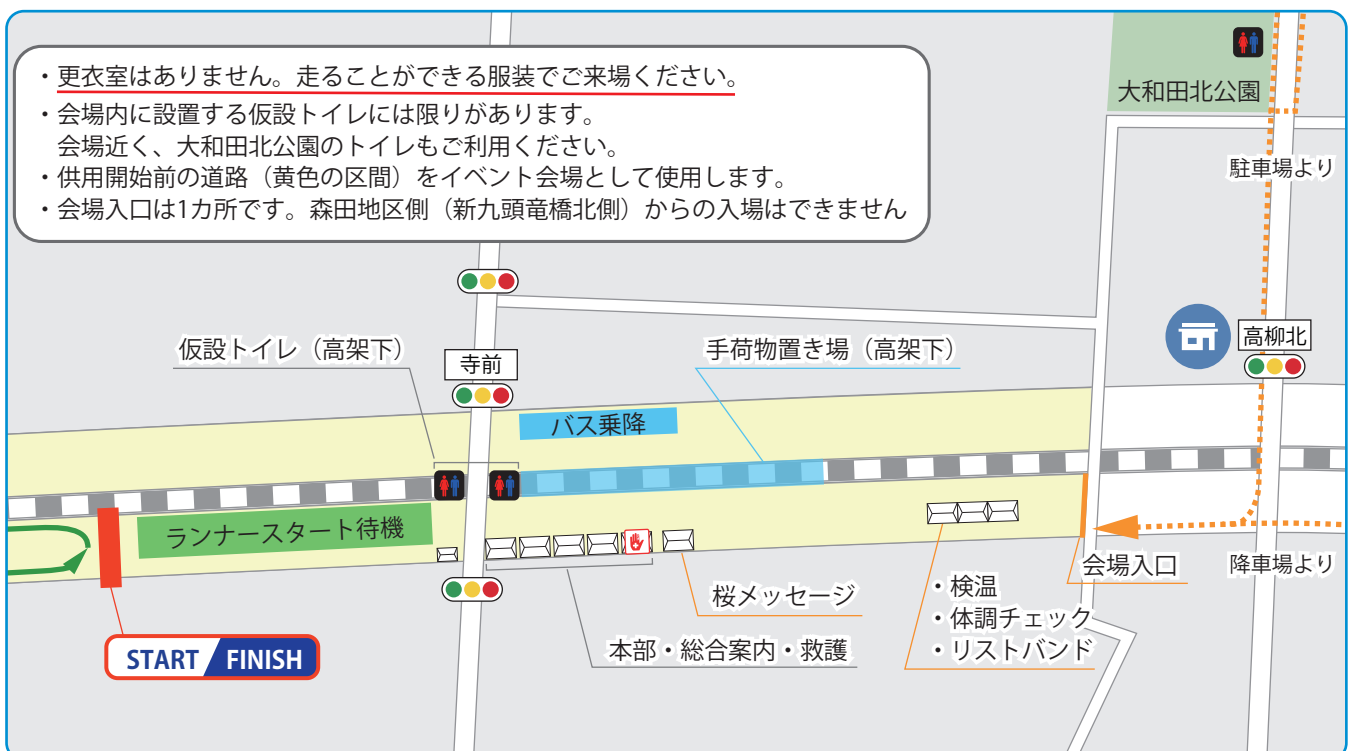 ・更衣室はありません。走ることができる服装でご来場ください。
・会場内に設置する仮設トイレには限りがあります。
会場近く、大和田北公園のトイレもご利用ください。
・供用開始前の道路（黄色の区間）をイベント会場として使用します。
・会場入口は1カ所です。森田地区側（新九頭竜橋北側）からの入場はできません
大和田北公園
駐車場より
仮設トイレ（高架下）
寺前
手荷物置き場（高架下）
高柳北
バス乗降
ランナースタート待機
会場入口
降車場より
桜メッセージ
・検温
・体調チェック
・リストバンド
本部・総合案内・救護
START FINISH